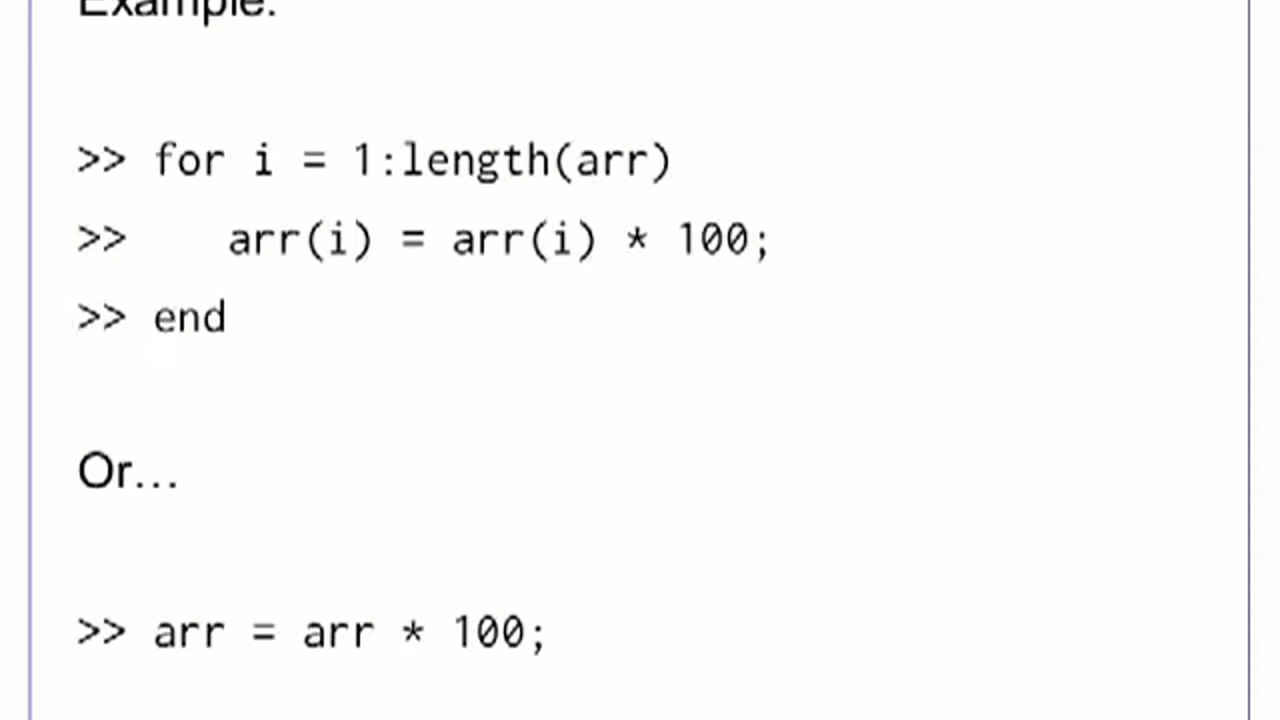 Example:
>> for i = 1:length(arr)
>>    arr(i) = arr(i) * 100;
>> end
Or...
>> arr = arr * 100;